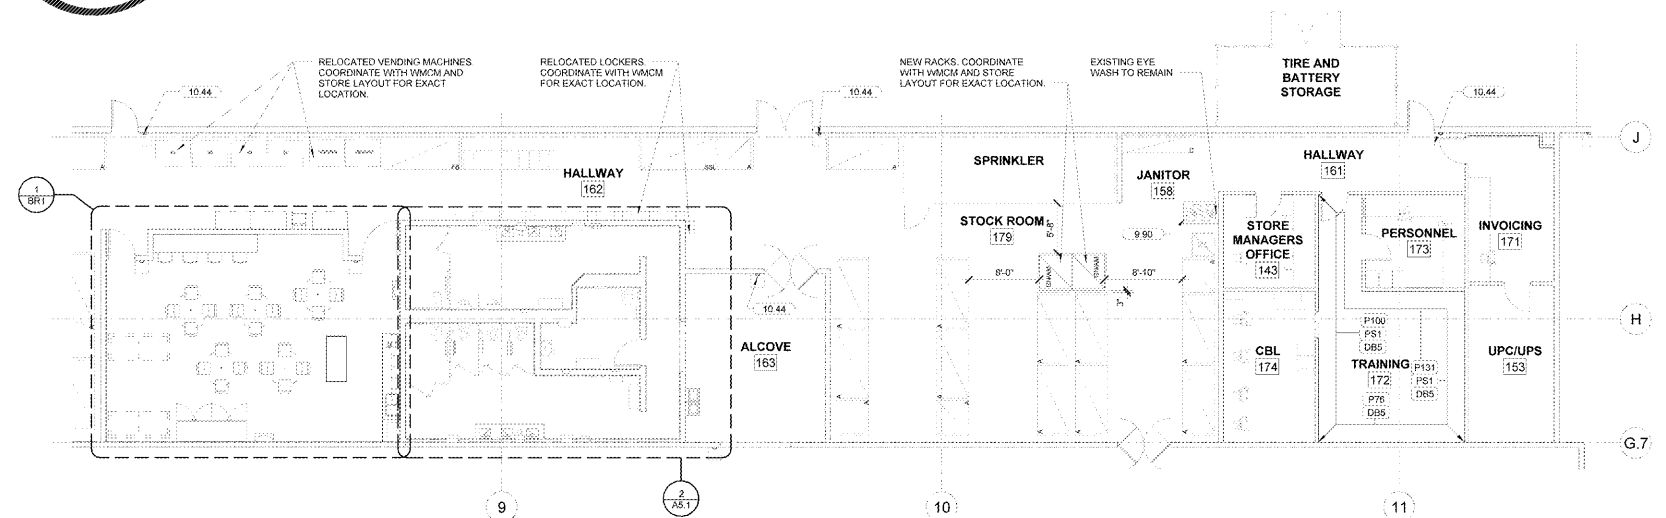 RELOCATED VENDING MACHINES.
COORDINATE WITH WMCM AND
STORE LAYOUT FOR EXACT
LOCATION.
RELOCATED LOCKERS.
COORDINATE WITH WMCM
FOR EXACT LOCATION.
NEW RACKS. COORDINATE
WITH WMCM AND STORE
LAYOUT FOR EXACT LOCATION.
EXISTING EYE
WASH TO REMAIN
TIRE AND
BATTERY
STORAGE
10.44
10.44
10.44
J
HALLWAY
162
SPRINKLER
JANITOR
158
HALLWAY
161
1
BR1
STOCK ROOM
179
5'-8"
9.90
STORE
MANAGERS
OFFICE
143
PERSONNEL
173
INVOICING
171
8'-0"
8'-10"
3"
10.44
H
ALCOVE
163
CBL
174
P100
PS1
DB5
TRAINING
172
P131
PS1
DB5
P76
DB5
UPC/UPS
153
G.7
2
A5.1
9
10
11